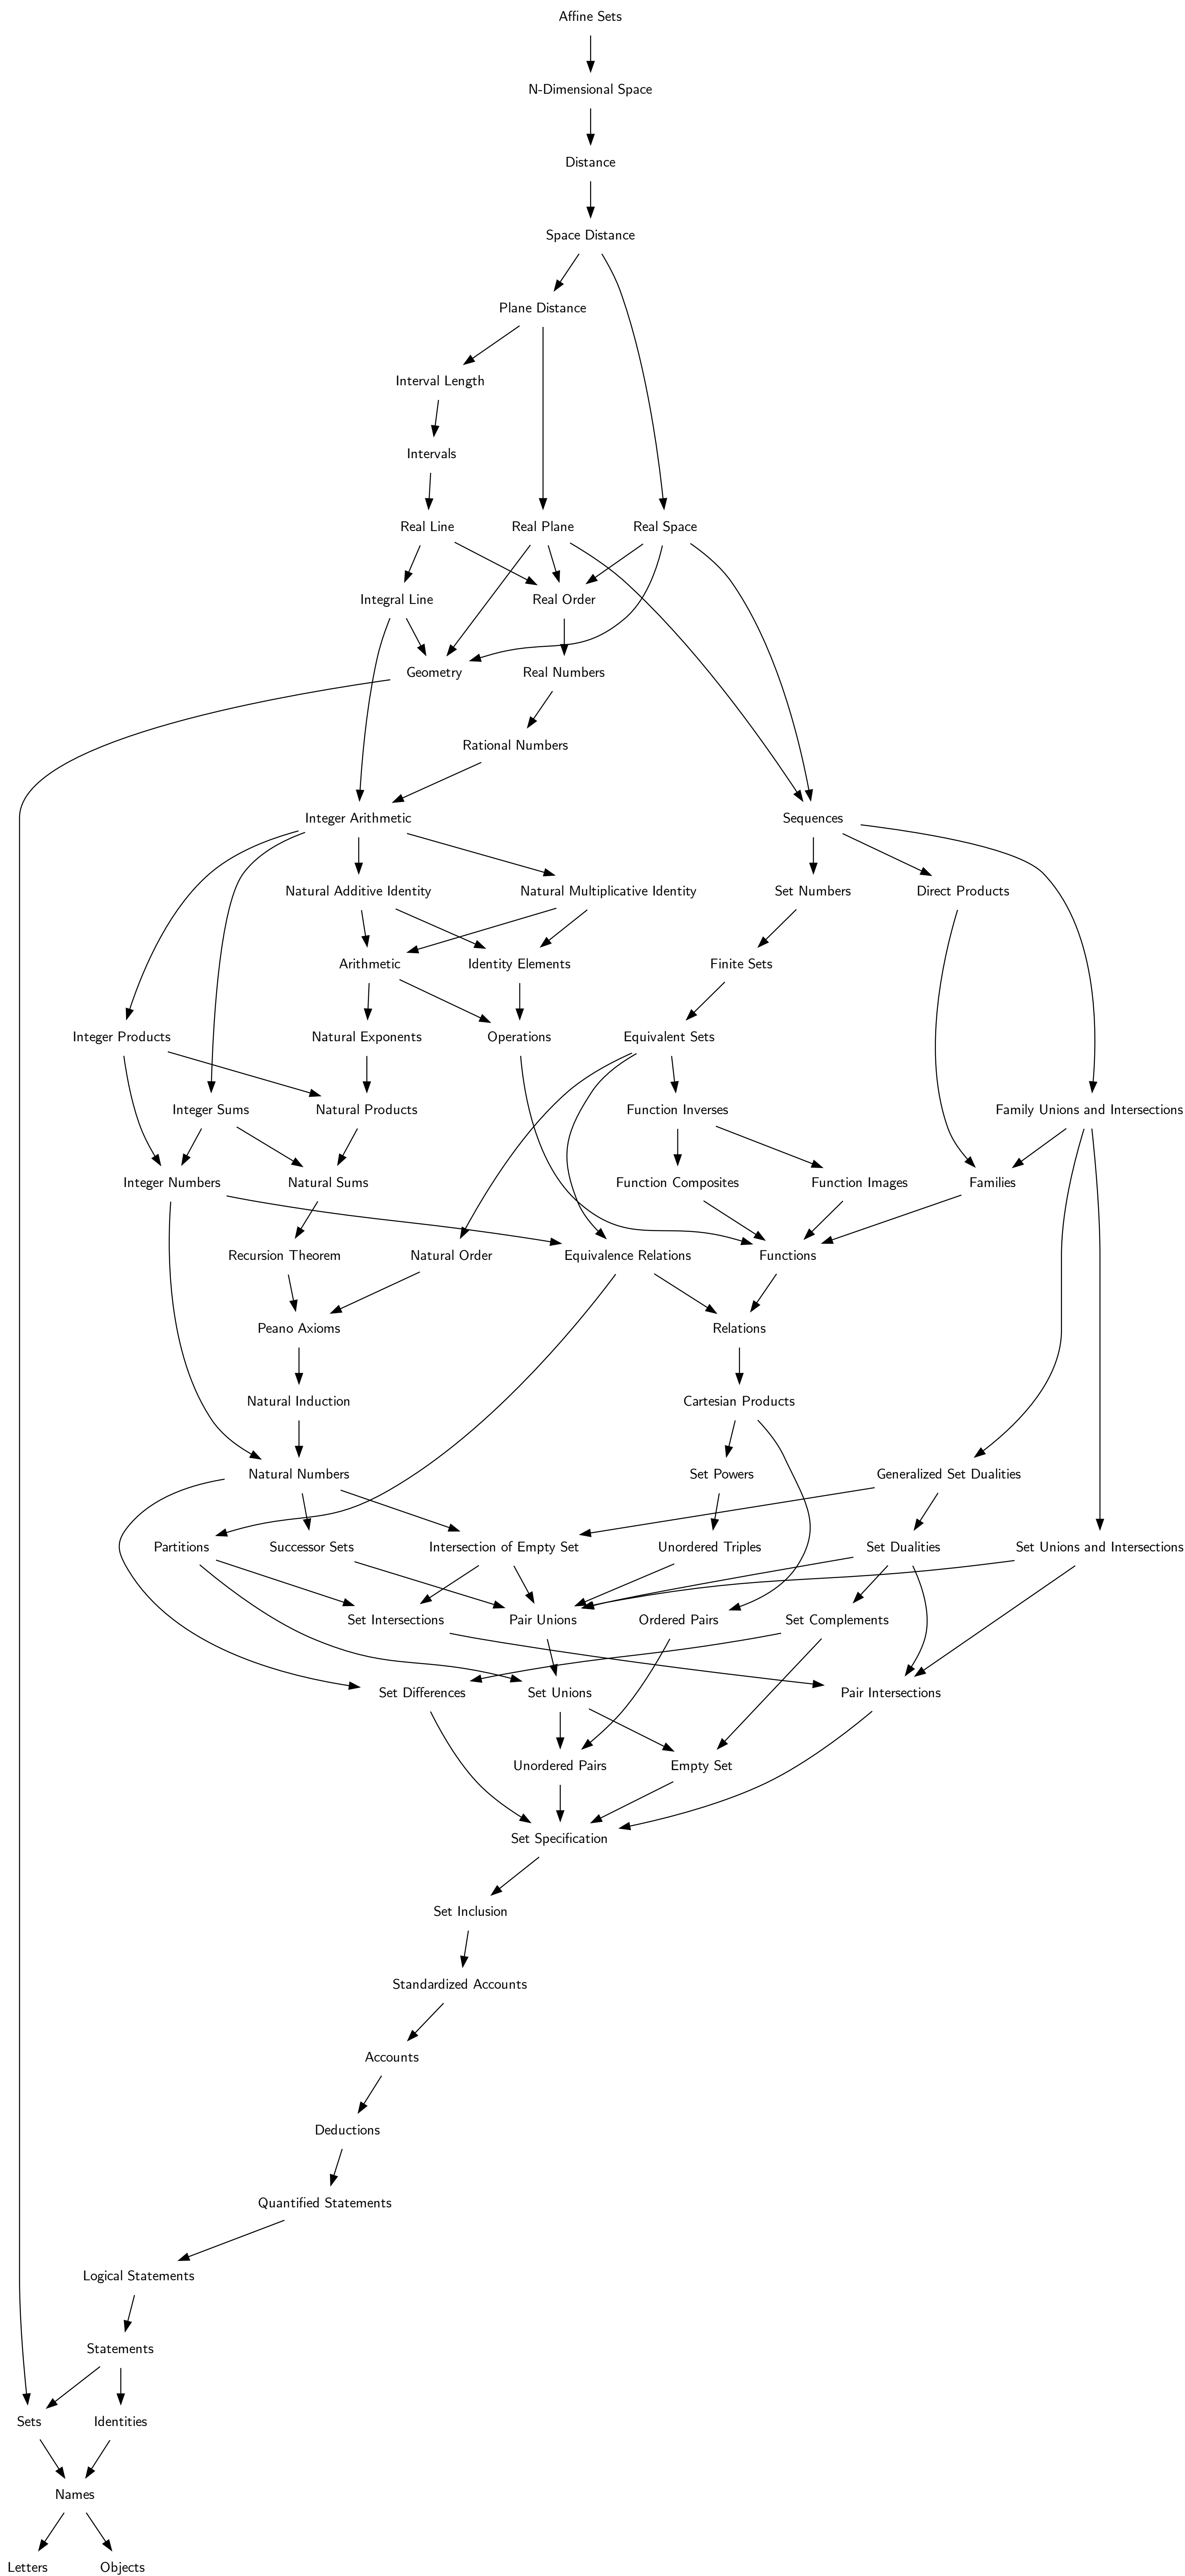 Affine Sets
N-Dimensional Space
Distance
Space Distance
Plane Distance
Interval Length
Intervals
Real Line
Real Plane
Real Space
Integral Line
Real Order
Geometry
Real Numbers
Rational Numbers
Integer Arithmetic
Sequences
Natural Additive Identity
Natural Multiplicative Identity
Set Numbers
Direct Products
Arithmetic
Identity Elements
Finite Sets
Integer Products
Natural Exponents
Operations
Equivalent Sets
Integer Sums
Natural Products
Function Inverses
Family Unions and Intersections
Integer Numbers
Natural Sums
Function Composites
Function Images
Families
Recursion Theorem
Natural Order
Equivalence Relations
Functions
Peano Axioms
Relations
Natural Induction
Cartesian Products
Natural Numbers
Set Powers
Generalized Set Dualities
Partitions
Successor Sets
Intersection of Empty Set
Unordered Triples
Set Dualities
Set Unions and Intersections
Set Intersections
Pair Unions
Ordered Pairs
Set Complements
Set Differences
Set Unions
Pair Intersections
Unordered Pairs
Empty Set
Set Specification
Set Inclusion
Standardized Accounts
Accounts
Deductions
Quantified Statements
Logical Statements
Statements
Sets
Identities
Names
Letters
Objects